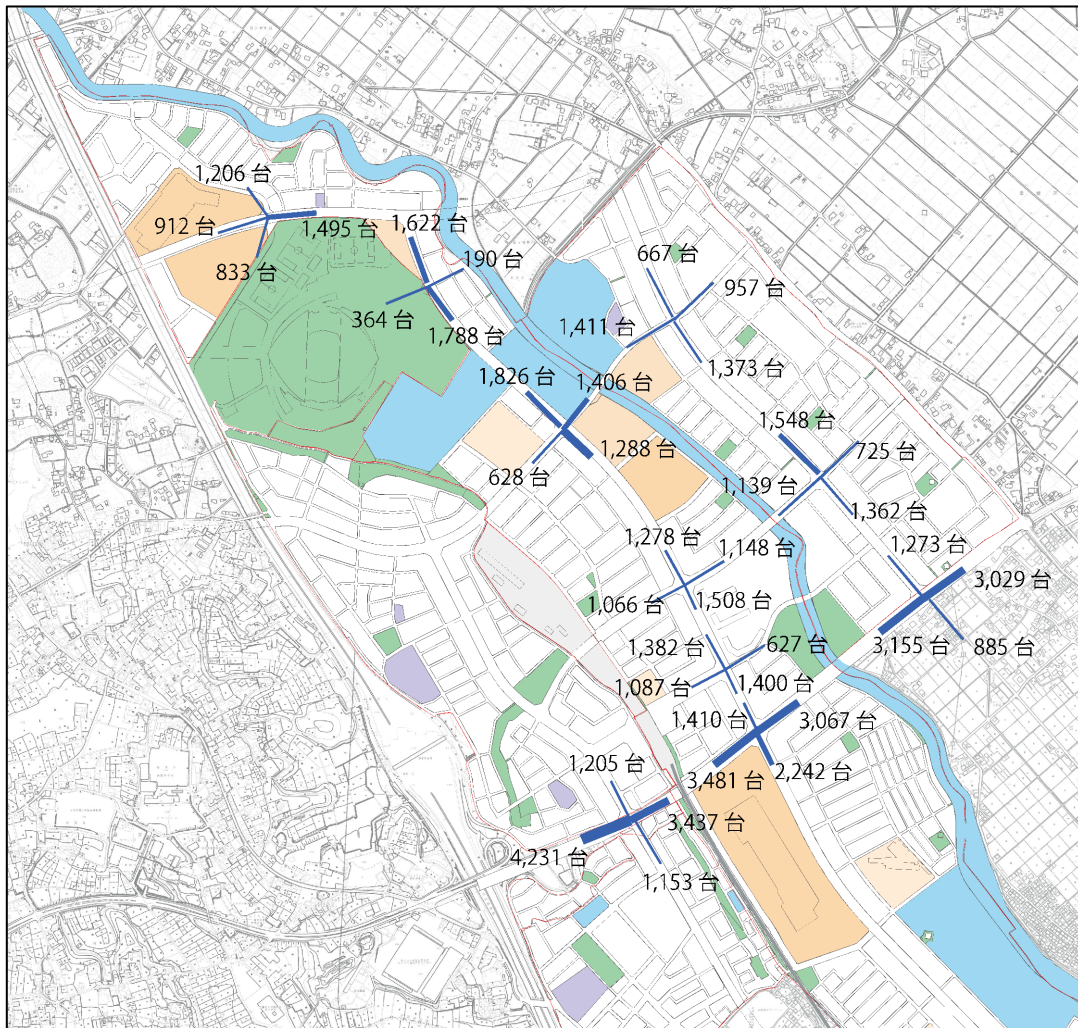 1,206 台
912 台
1,495 台
833 台
1,622 台
190 台
364 台
1,788 台
667 台
957 台
1,411 台
1,373 台
1,826 台
1,406 台
1,288 台
628 台
1,548 台
725 台
1,139 台
1,362 台
1,278 台
1,148 台
1,066 台
1,508 台
1,273 台
3,029 台
3,155 台
885 台
1,382 台
627 台
1,087 台
1,400 台
1,410 台
3,067 台
3,481 台
2,242 台
1,205 台
3,437 台
4,231 台
1,153 台